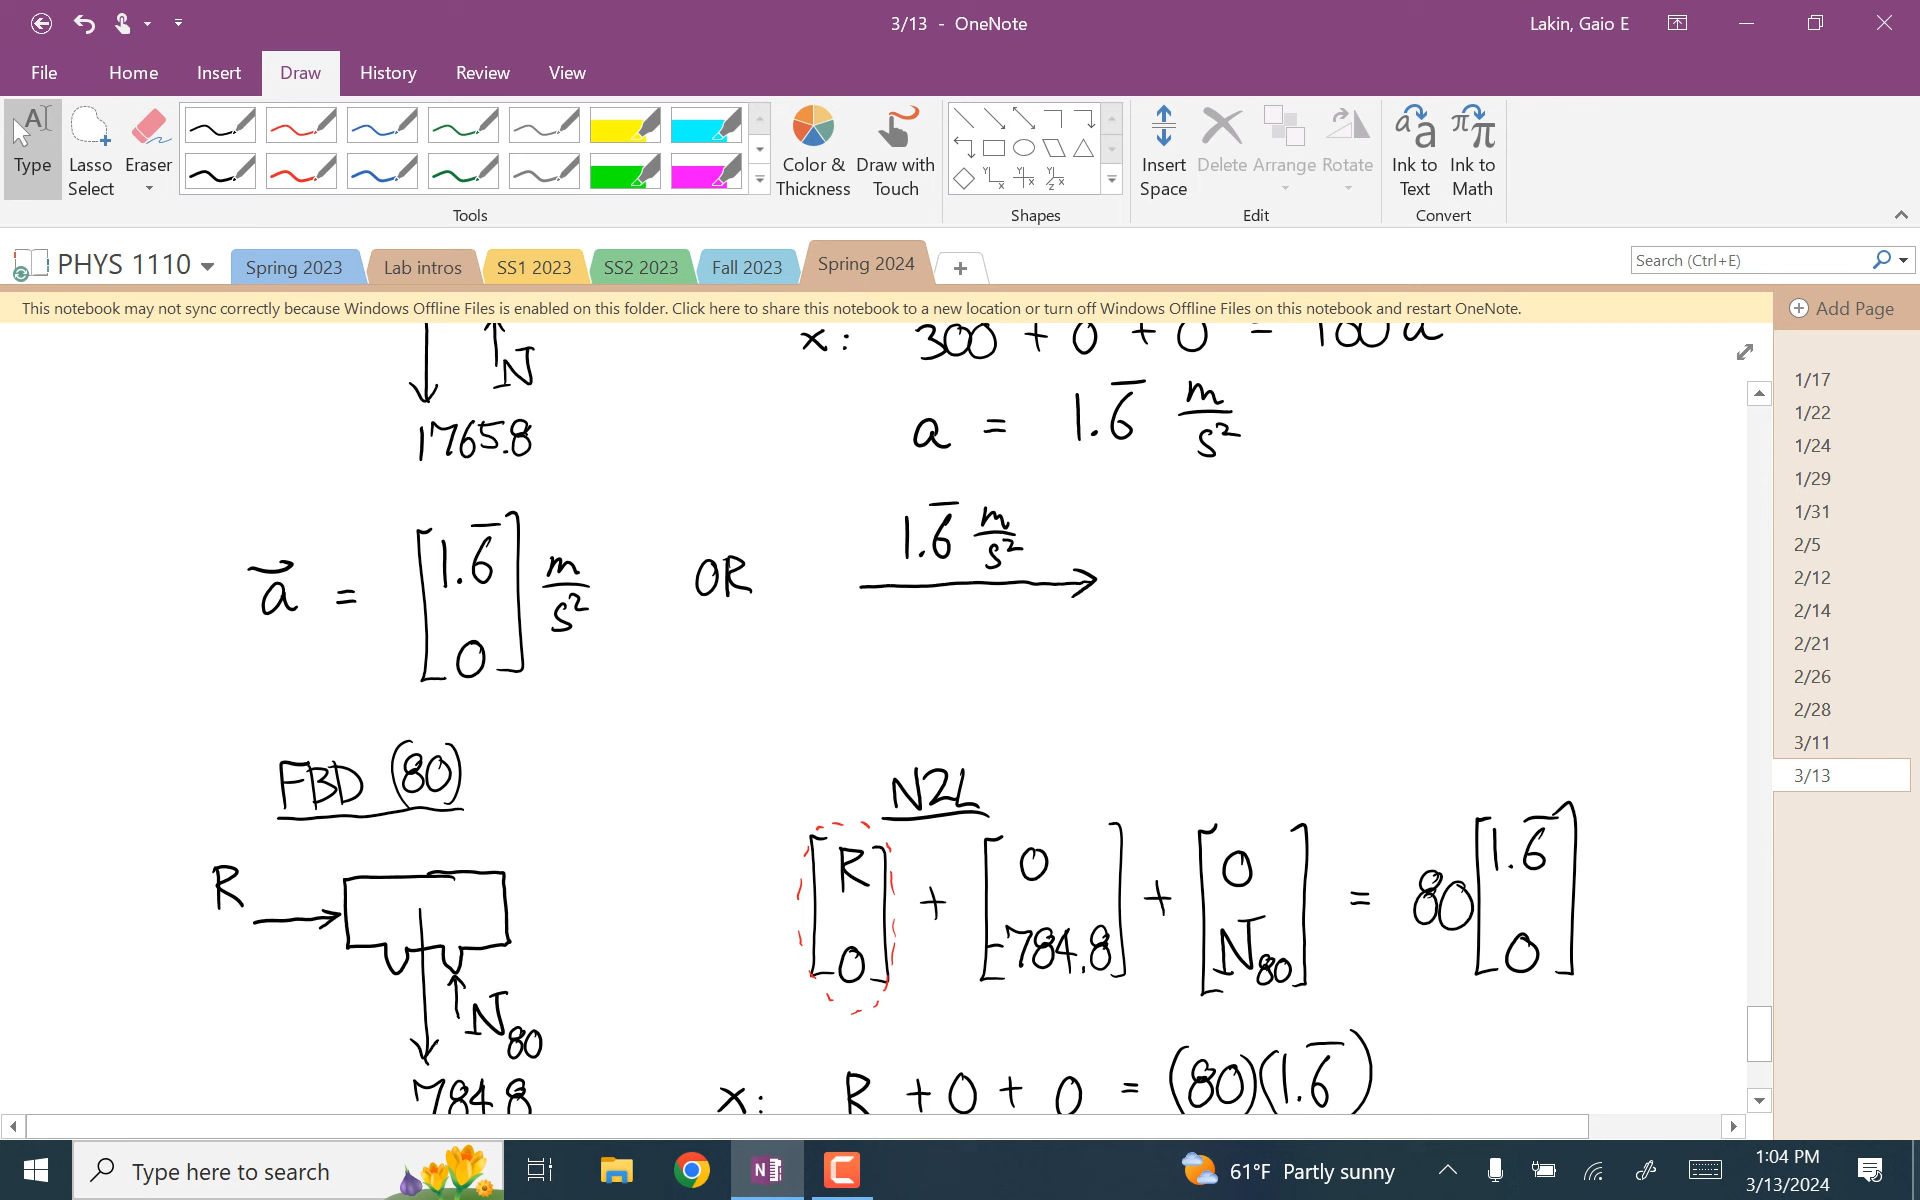 3/13 - OneNote
Lakin, Gaio E
File Home Insert Draw History Review View
Type
Lasso Select
Eraser
Color & Thickness
Draw with Touch
Insert Space
Delete
Arrange
Rotate
Ink to Text
Ink to Math
Tools Shapes Edit Convert
PHYS 1110
Spring 2023
Lab intros
SS1 2023
SS2 2023
Fall 2023
Spring 2024
Search (Ctrl+E)
This notebook may not sync correctly because Windows Offline Files is enabled on this folder. Click here to share this notebook to a new location or turn off Windows Offline Files on this notebook and restart OneNote.
Add Page
1/17
1/22
1/24
1/29
1/31
2/5
2/12
2/14
2/21
2/26
2/28
3/11
3/13
N
1765.8
x: 300 + 0 + 0 = 180 a
a = 1.6̅ m/s²
a⃗ = [1.6̅ 0] m/s² OR 1.6̅ m/s²
FBD (80)
R
N80
784.8
N2L
[R 0] + [0 -784.8] + [0 N80] = 80 [1.6̅ 0]
x: R + 0 + 0 = (80)(1.6̅)
Type here to search
61°F Partly sunny
1:04 PM
3/13/2024